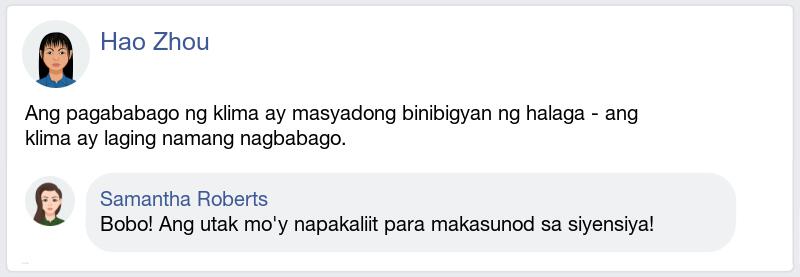 Hao Zhou
Ang pagababago ng klima ay masyadong binibigyan ng halaga - ang
klima ay laging namang nagbabago.
Samantha Roberts
Bobo! Ang utak mo'y napakaliit para makasunod sa siyensiya!